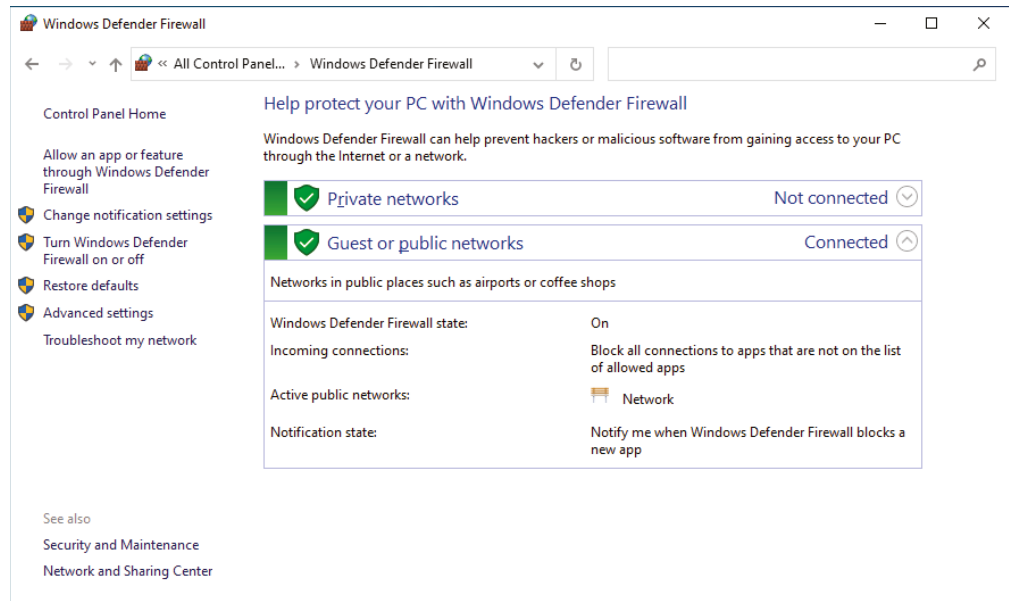 Windows Defender Firewall
« All Control Panel... › Windows Defender Firewall
Control Panel Home
Allow an app or feature
through Windows Defender
Firewall
Change notification settings
Turn Windows Defender
Firewall on or off
Restore defaults
Advanced settings
Troubleshoot my network
See also
Security and Maintenance
Network and Sharing Center
Help protect your PC with Windows Defender Firewall
Windows Defender Firewall can help prevent hackers or malicious software from gaining access to your PC
through the Internet or a network.
Private networks Not connected
Guest or public networks Connected
Networks in public places such as airports or coffee shops
Windows Defender Firewall state: On
Incoming connections: Block all connections to apps that are not on the list
of allowed apps
Active public networks: Network
Notification state: Notify me when Windows Defender Firewall blocks a
new app